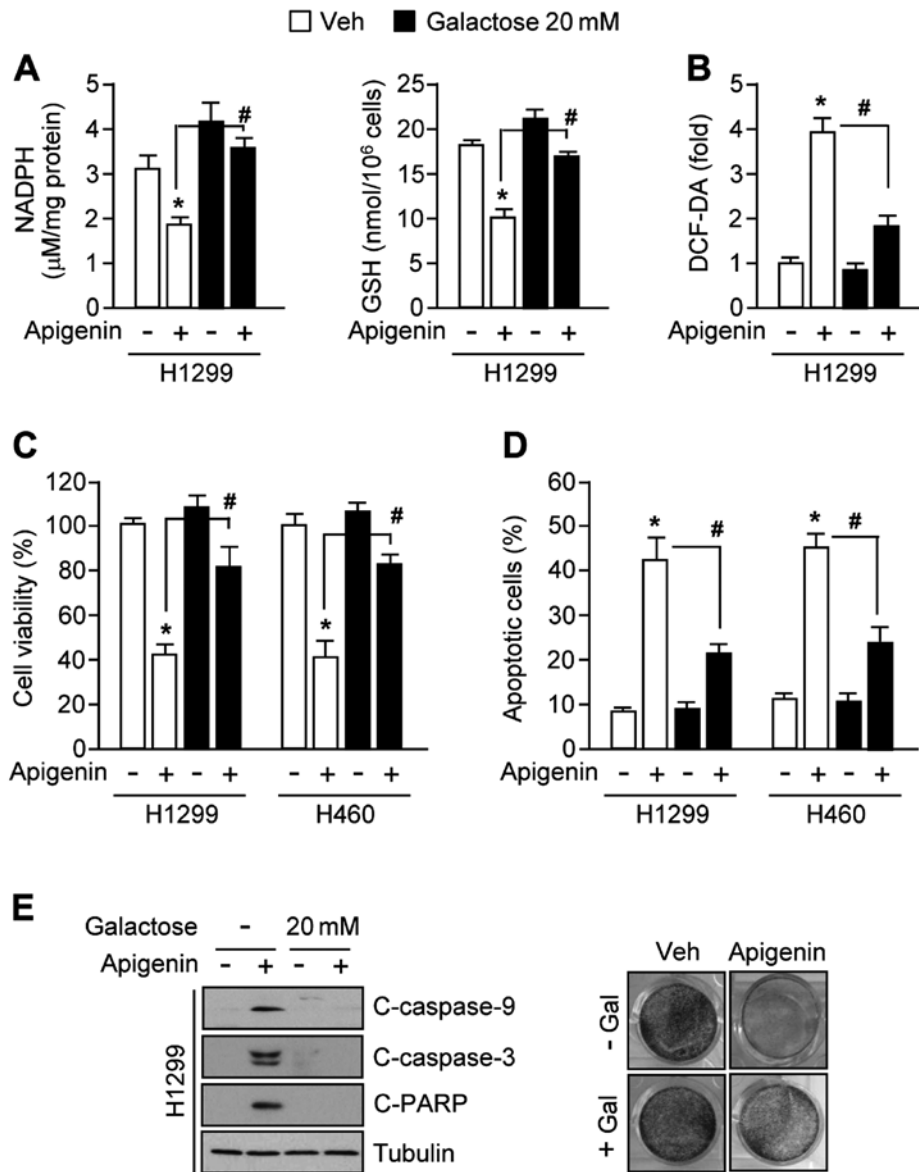 Veh Galactose 20 mM
A
NADPH
(μM/mg protein)
5
4
3
2
1
0
*
#
Apigenin - + - +
H1299
GSH (nmol/10⁶ cells)
25
20
15
10
5
0
*
#
Apigenin - + - +
H1299
B
DCF-DA (fold)
5
4
3
2
1
0
*
#
Apigenin - + - +
H1299
C
Cell viability (%)
120
100
80
60
40
20
0
*
#
*
#
Apigenin - + - + - + - +
H1299 H460
D
Apoptotic cells (%)
60
50
40
30
20
10
0
*
#
*
#
Apigenin - + - + - + - +
H1299 H460
E
Galactose - 20 mM
Apigenin - + - +
H1299
C-caspase-9
C-caspase-3
C-PARP
Tubulin
Veh Apigenin
- Gal
+ Gal